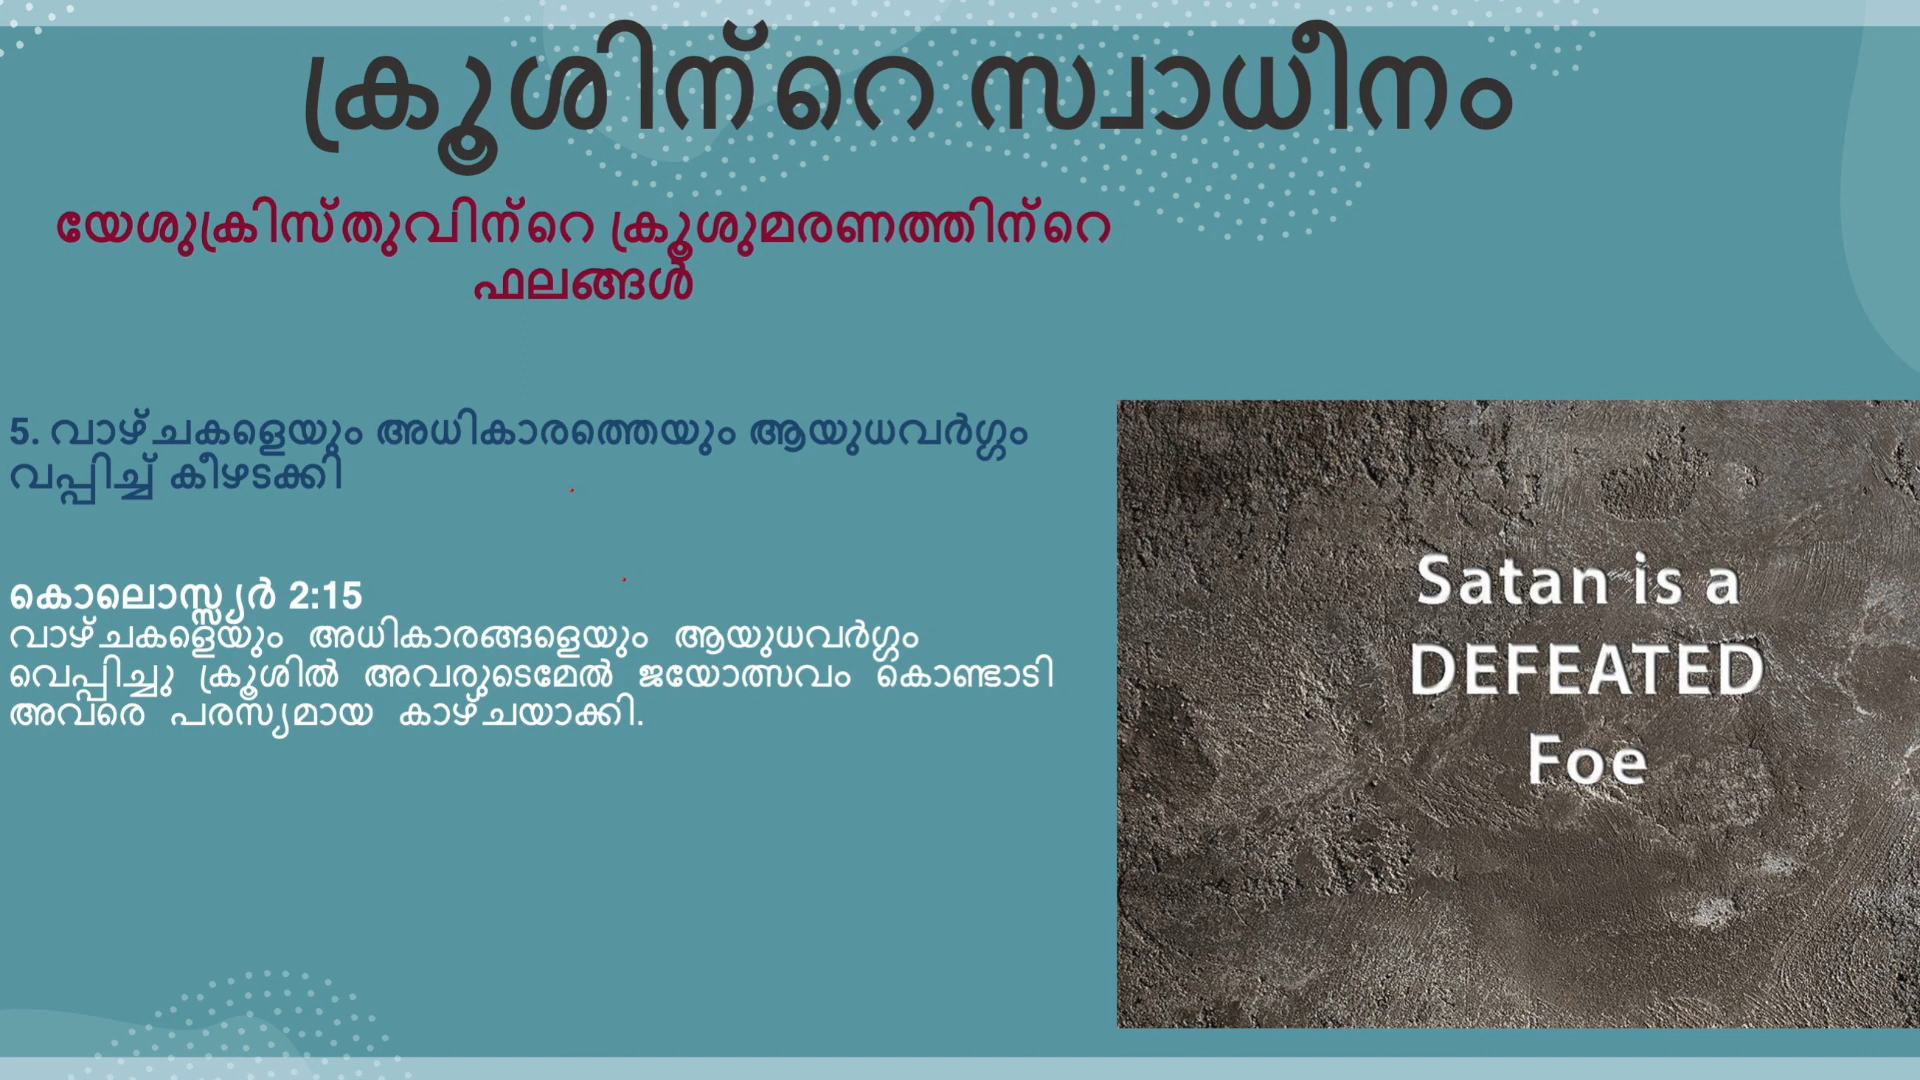 ക്രൂശിന്‍റെ സ്വാധീനം
യേശുക്രിസ്തുവിന്‍റെ ക്രൂശുമരണത്തിന്‍റെ
ഫലങ്ങൾ
5. വാഴ്ചകളെയും അധികാരത്തെയും ആയുധവർഗ്ഗം
വപ്പിച്ച് കീഴടക്കി
കൊലൊസ്സ്യർ 2:15
വാഴ്ചകളെയും അധികാരങ്ങളെയും ആയുധവർഗ്ഗം
വെപ്പിച്ചു ക്രൂശിൽ അവരുടെമേൽ ജയോത്സവം കൊണ്ടാടി
അവരെ പരസ്യമായ കാഴ്ചയാക്കി.
Satan is a
DEFEATED
Foe